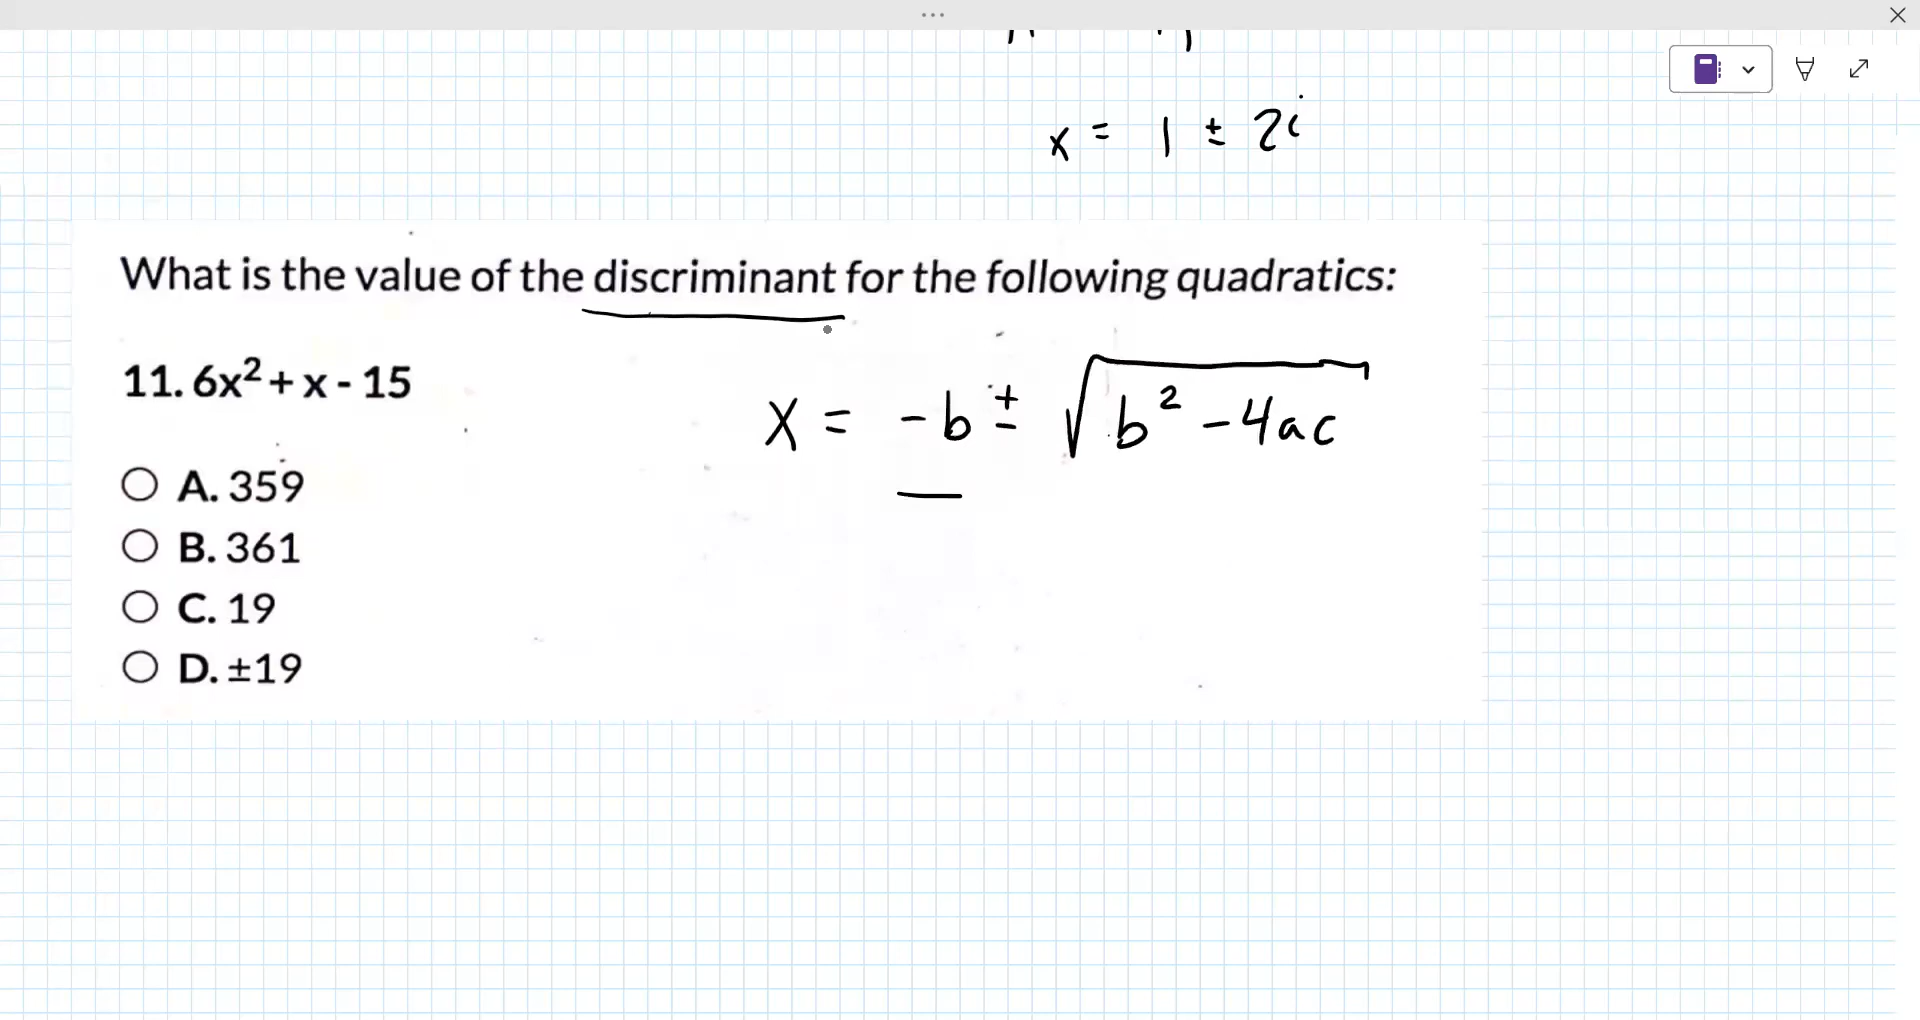 x = 1 ± 2i
What is the value of the discriminant for the following quadratics:
11. 6x² + x - 15
x = -b ± √b² - 4ac
A. 359
B. 361
C. 19
D. ±19